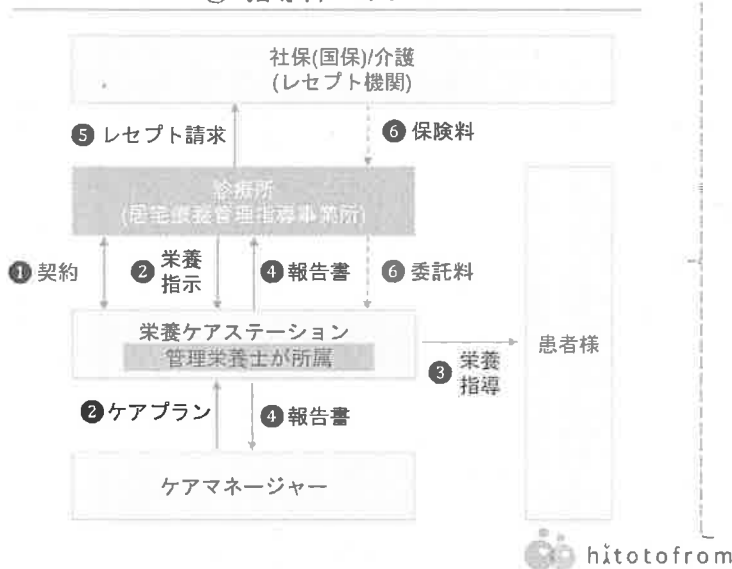 社保(国保)/介護
(レセプト機関)
❺ レセプト請求
❻ 保険料
診療所
(居宅療養管理指導事業所)
❶ 契約
❷ 栄養
指示
❹ 報告書
❻ 委託料
栄養ケアステーション
管理栄養士が所属
❸ 栄養
指導
患者様
❷ ケアプラン
❹ 報告書
ケアマネージャー
hitotofrom